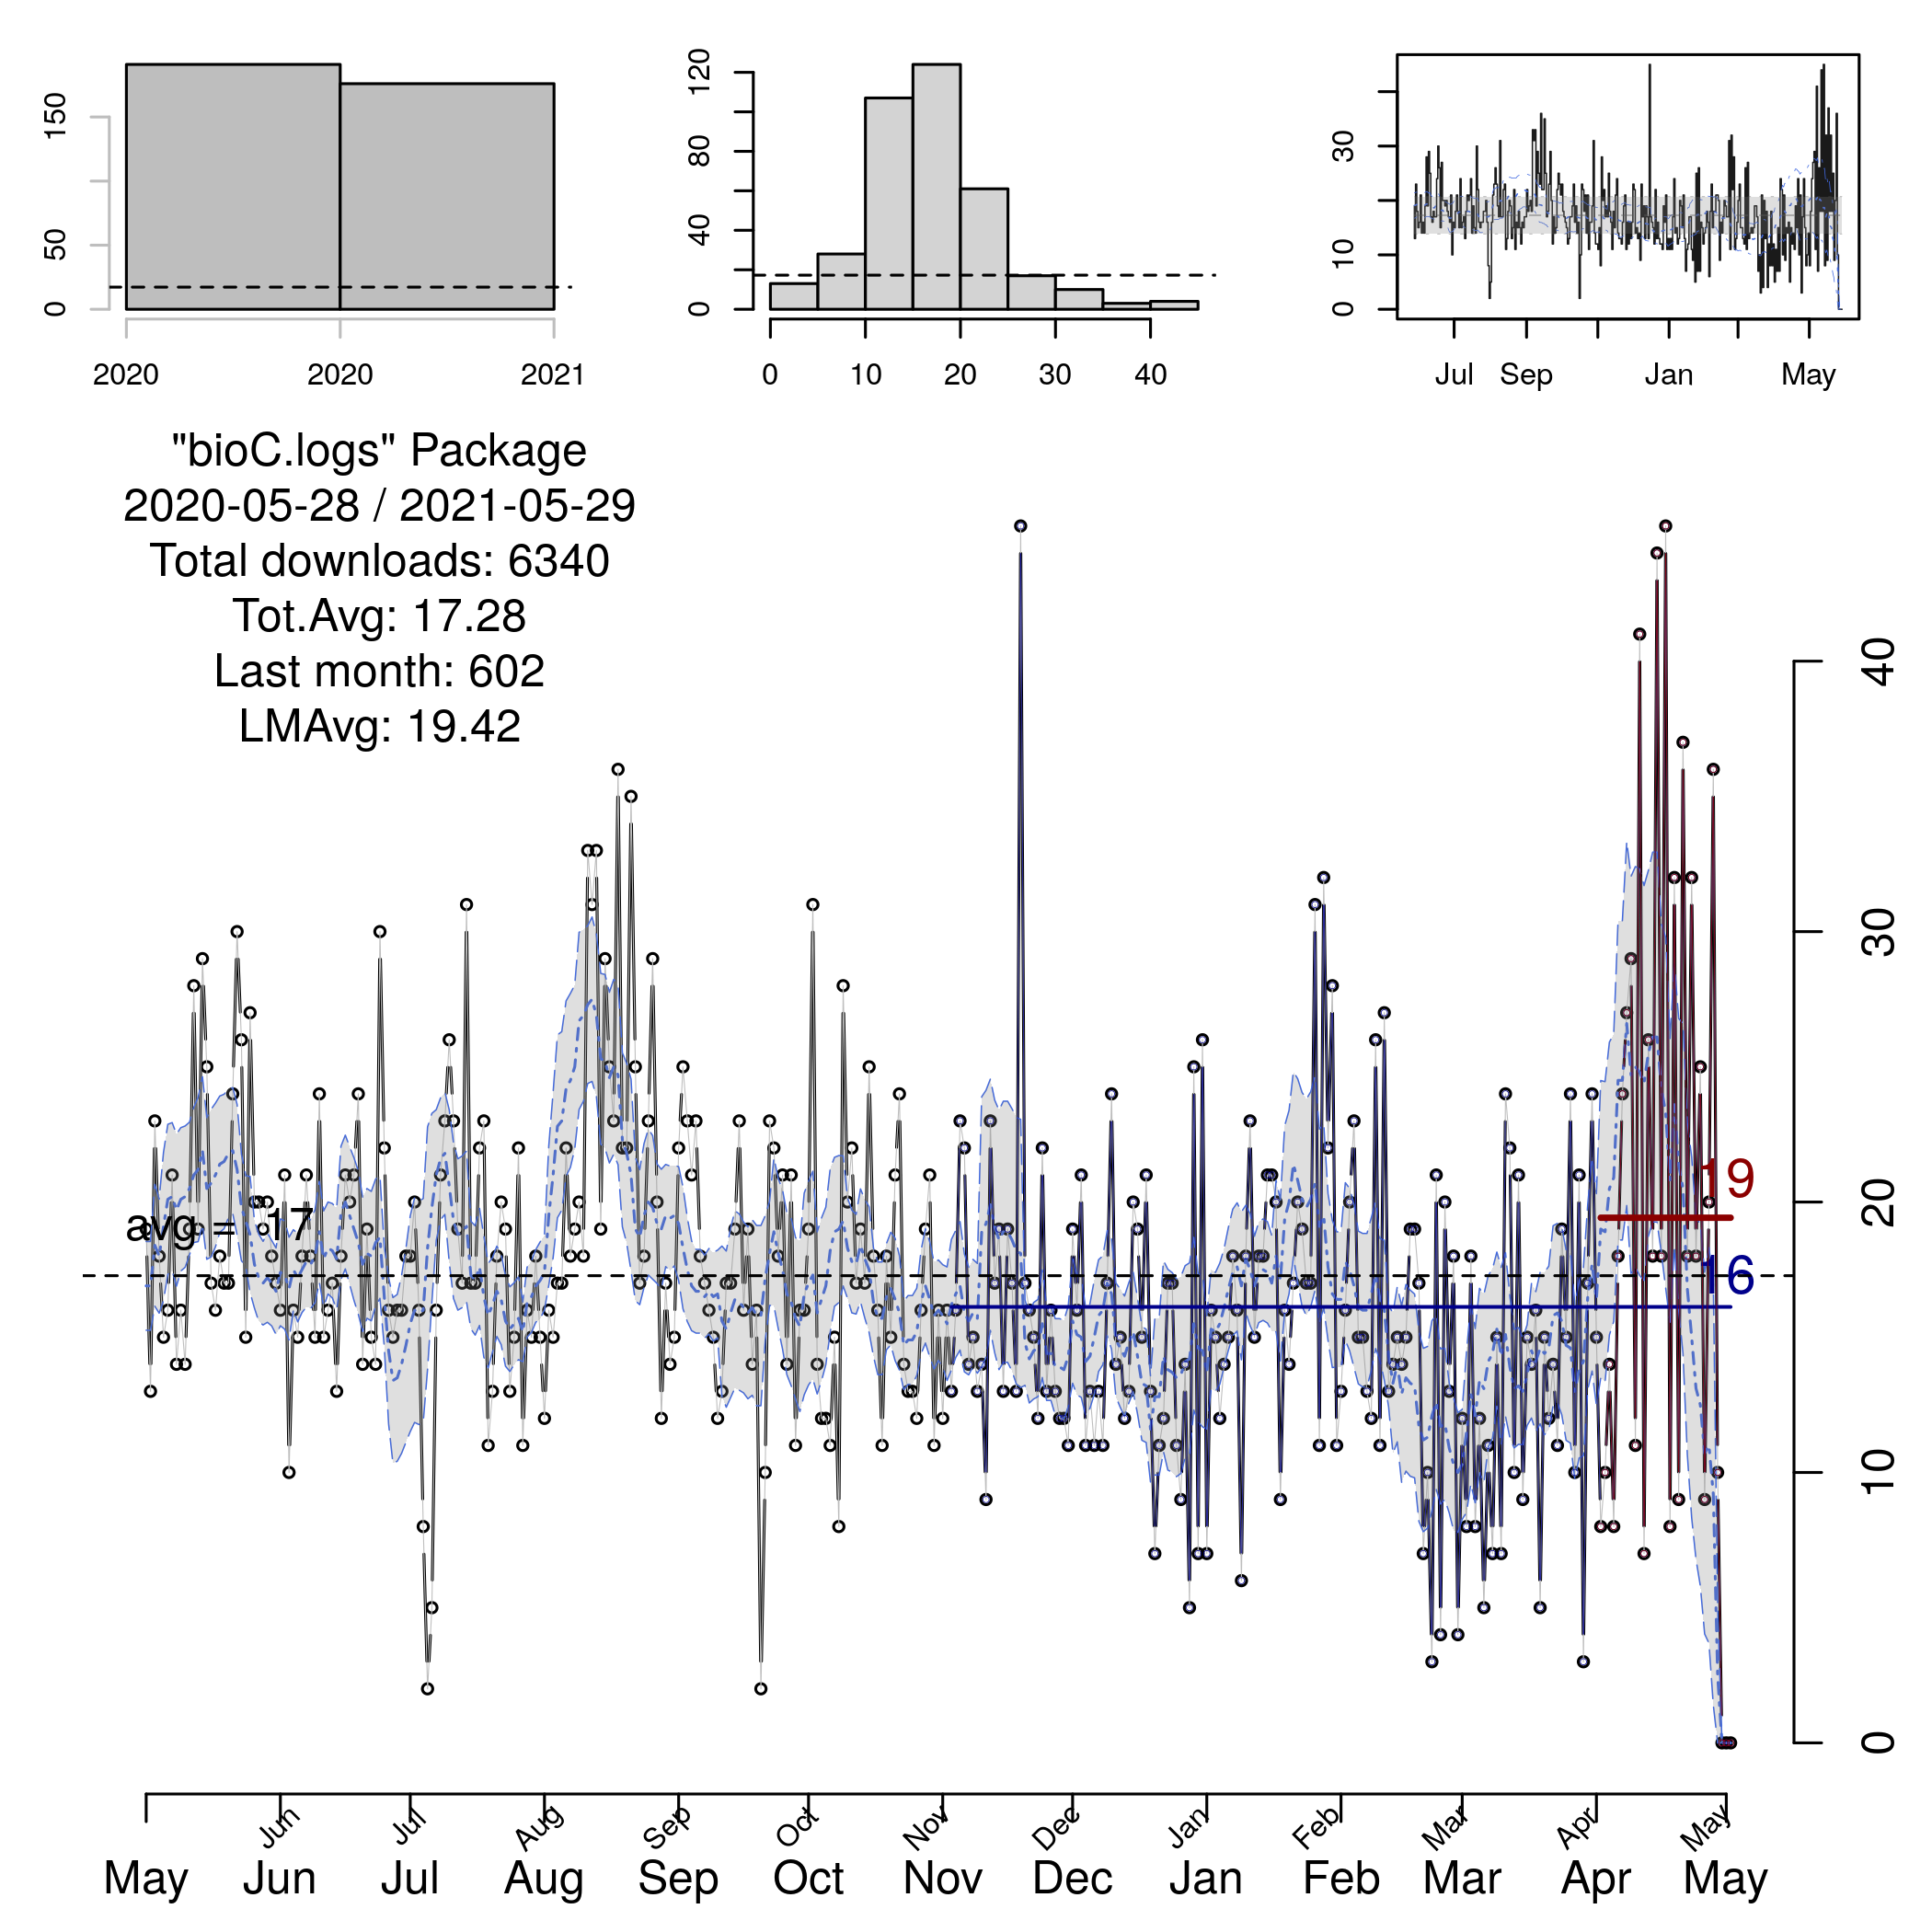 0 50 150
2020 2020 2021
0 40 80 120
0 10 20 30 40
0 10 30
Jul Sep Jan May
"bioC.logs" Package
2020-05-28 / 2021-05-29
Total downloads: 6340
Tot.Avg: 17.28
Last month: 602
LMAvg: 19.42
avg = 17
19
16
0 10 20 30 40
Jun Jul Aug Sep Oct Nov Dec Jan Feb Mar Apr May
May Jun Jul Aug Sep Oct Nov Dec Jan Feb Mar Apr May